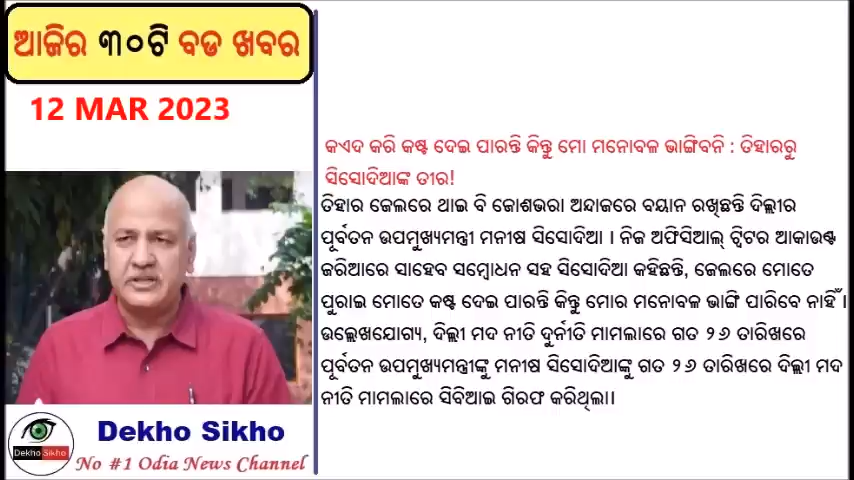 ଆଜିର ୩୦ଟି ବଡ ଖବର
12 MAR 2023
କଏଦ କରି କଷ୍ଟ ଦେଇ ପାରନ୍ତି କିନ୍ତୁ ମୋ ମନୋବଳ ଭାଙ୍ଗିବନି : ତିହାରରୁ
ସିସୋଦିଆଙ୍କ ତୀର!
ତିହାର ଜେଲରେ ଥାଇ ବି ଜୋଶଭରା ଅନ୍ଦାଜରେ ବୟାନ ରଖିଛନ୍ତି ଦିଲ୍ଲୀର
ପୂର୍ବତନ ଉପମୁଖ୍ୟମନ୍ତ୍ରୀ ମନୀଷ ସିସୋଦିଆ । ନିଜ ଅଫିସିଆଲ୍ ଟ୍ୱିଟର ଆକାଉଣ୍ଟ
ଜରିଆରେ ସାହେବ ସମ୍ବୋଧନ ସହ ସିସୋଦିଆ କହିଛନ୍ତି, ଜେଲରେ ମୋତେ
ପୁରାଇ ମୋତେ କଷ୍ଟ ଦେଇ ପାରନ୍ତି କିନ୍ତୁ ମୋର ମନୋବଳ ଭାଙ୍ଗି ପାରିବେ ନାହିଁ ।
ଉଲ୍ଲେଖଯୋଗ୍ୟ, ଦିଲ୍ଲୀ ମଦ ନୀତି ଦୁର୍ନୀତି ମାମଲାରେ ଗତ ୨୬ ତାରିଖରେ
ପୂର୍ବତନ ଉପମୁଖ୍ୟମନ୍ତ୍ରୀଙ୍କୁ ମନୀଷ ସିସୋଦିଆଙ୍କୁ ଗତ ୨୬ ତାରିଖରେ ଦିଲ୍ଲୀ ମଦ
ନୀତି ମାମଲାରେ ସିବିଆଇ ଗିରଫ କରିଥିଲା।
Dekho Sikho
Dekho Sikho
No #1 Odia News Channel